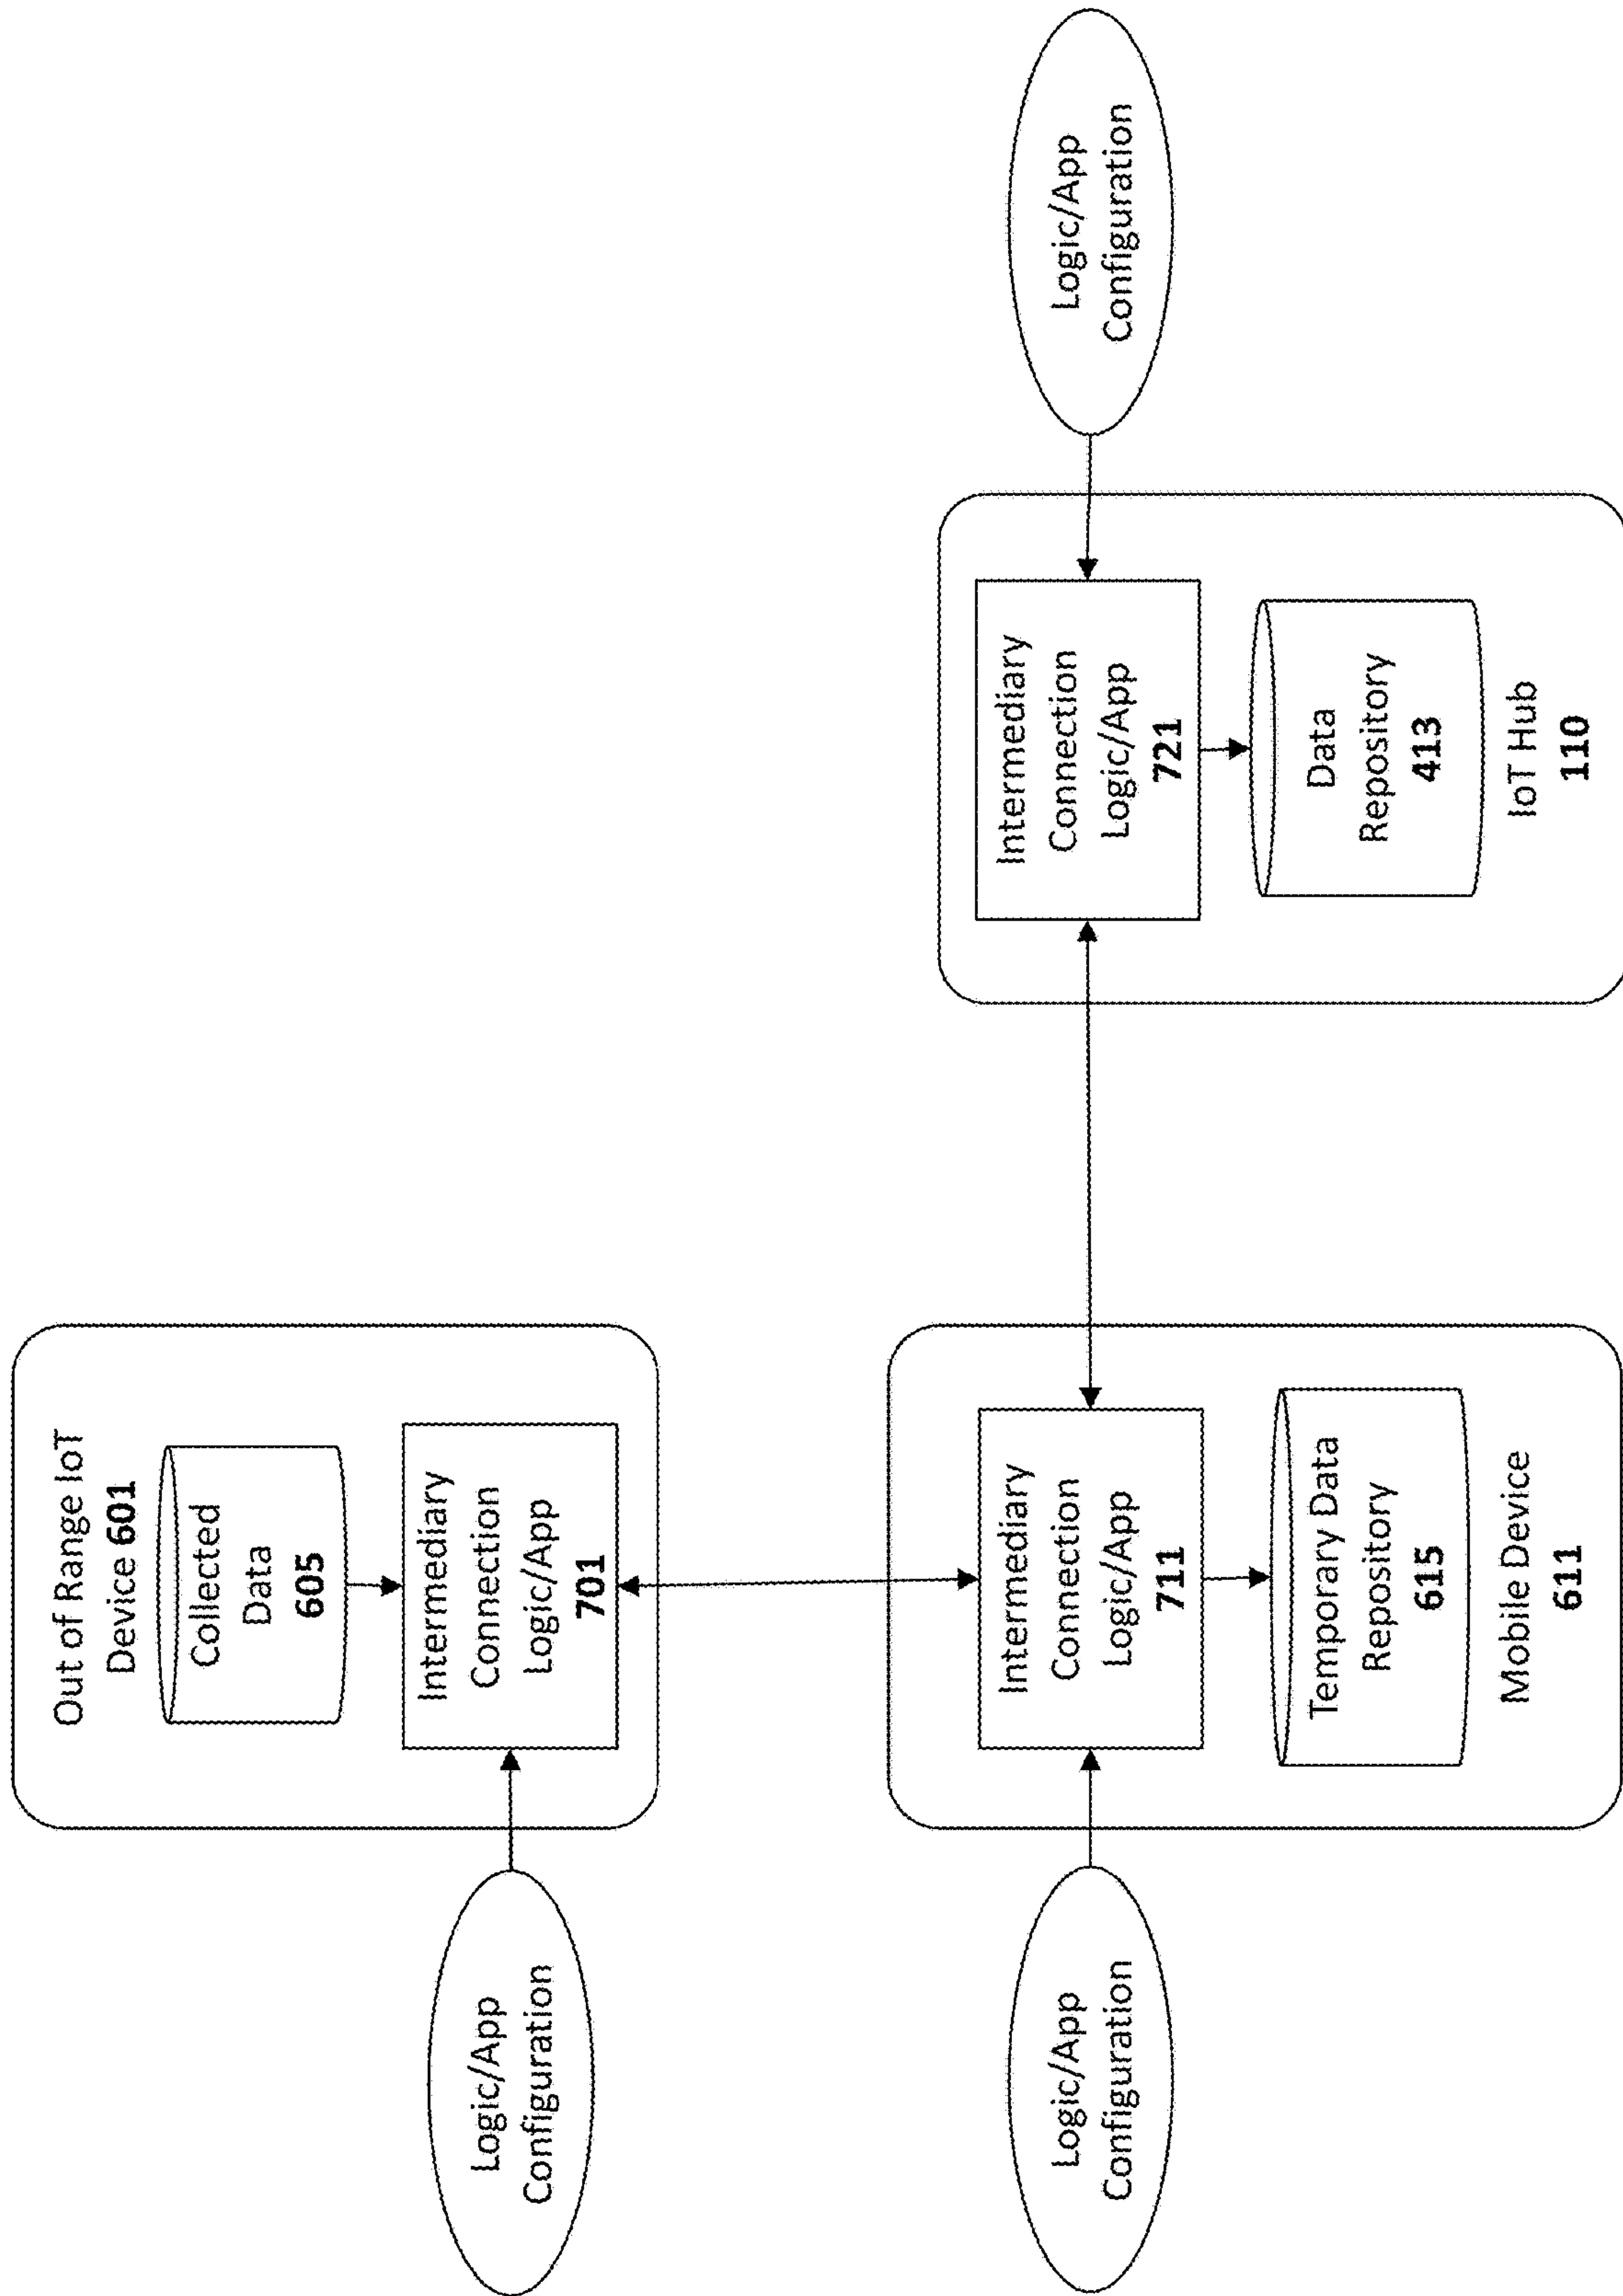 Out of Range IoT
Device 601
Collected
Data
605
Intermediary
Connection
Logic/App
701
Logic/App
Configuration
Logic/App
Configuration
Intermediary
Connection
Logic/App
711
Temporary Data
Repository
615
Mobile Device
611
Intermediary
Connection
Logic/App
721
Data
Repository
413
IoT Hub
110
Logic/App
Configuration